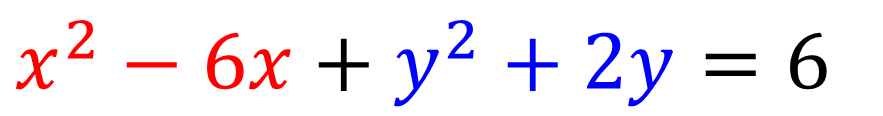 x² − 6x + y² + 2y = 6